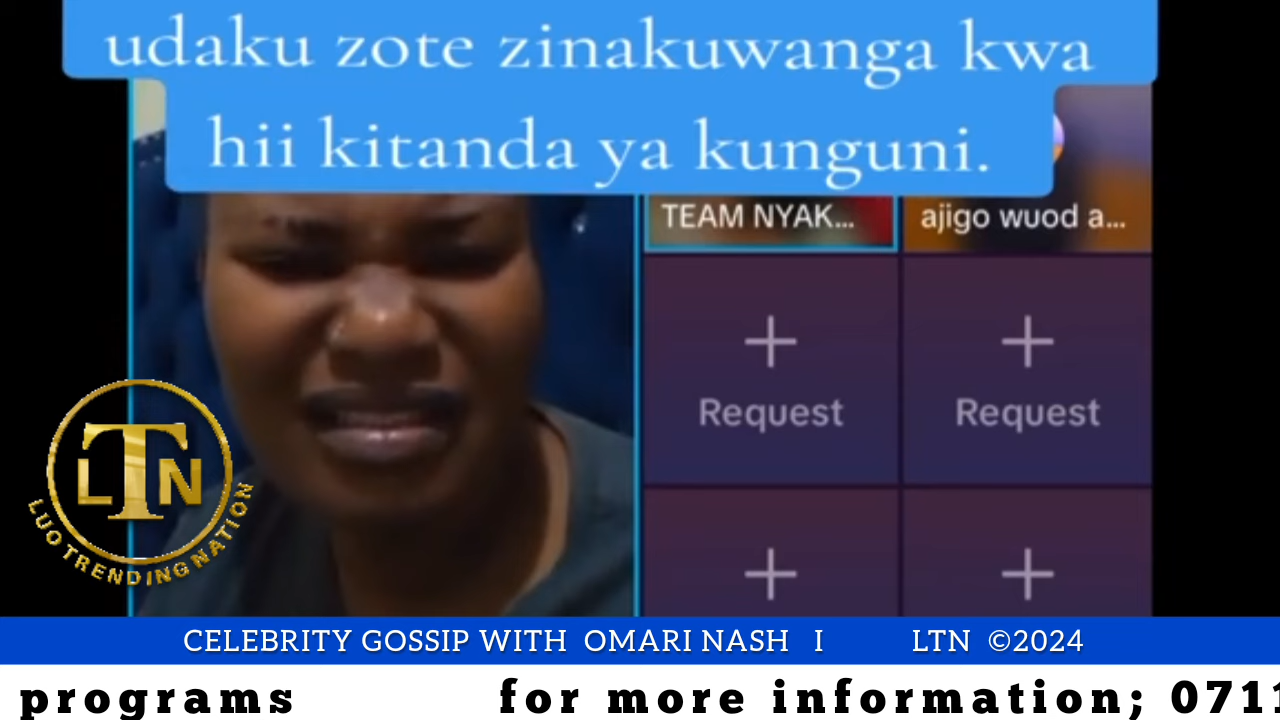 udaku zote zinakuwanga kwa
hii kitanda ya kunguni.
TEAM NYAK...
ajigo wuod a...
Request
Request
LTN
LUO TRENDING NATION
CELEBRITY GOSSIP WITH OMARI NASH I LTN ©2024
programs for more information; 0711